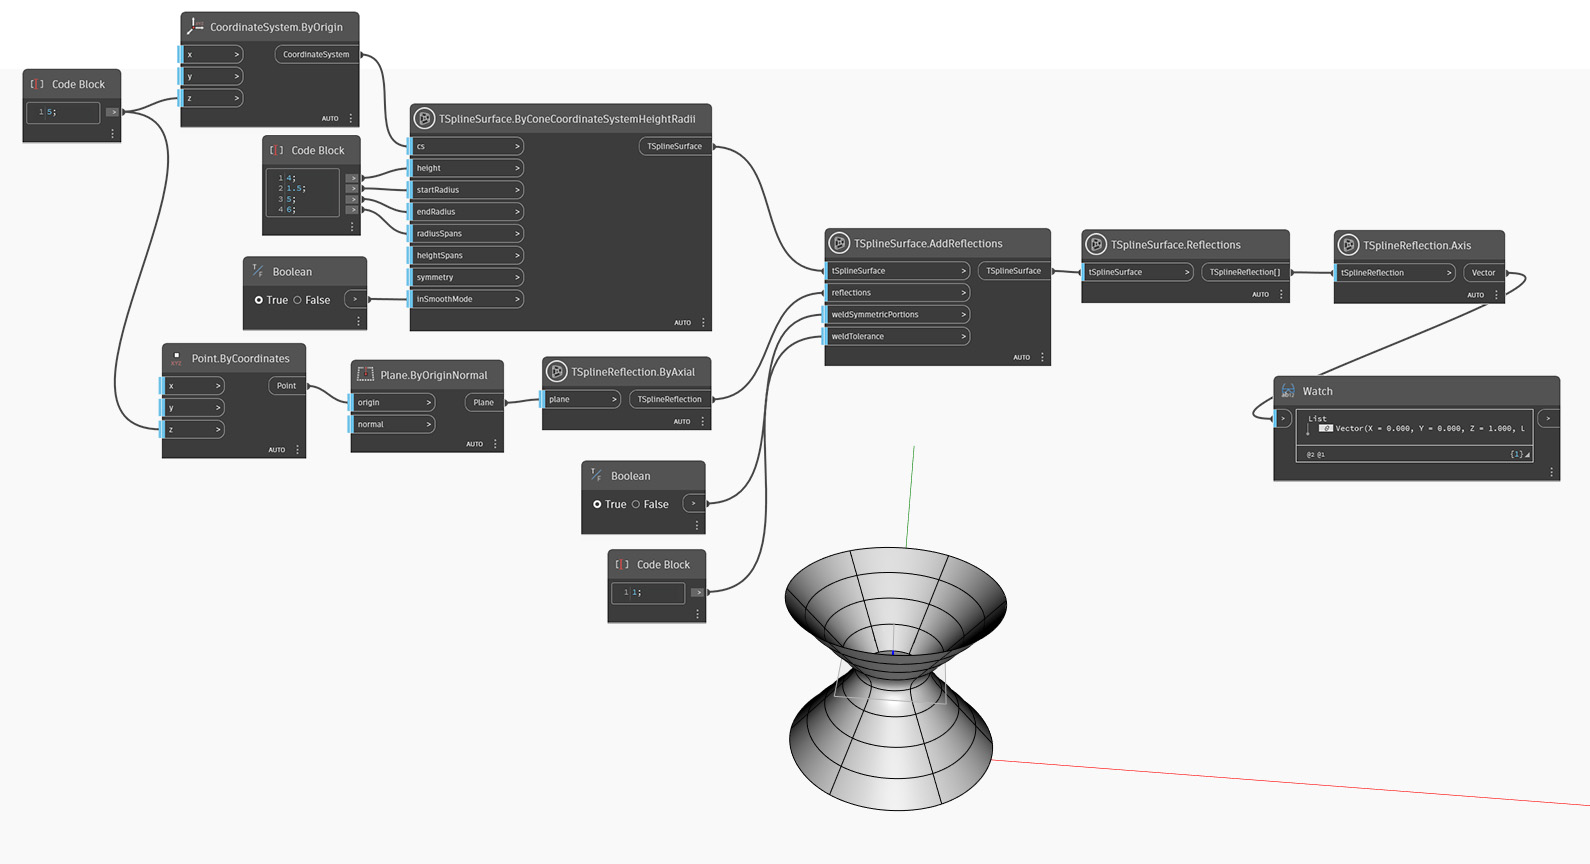 CoordinateSystem.ByOrigin
x >
CoordinateSystem
y >
z >
AUTO
Code Block
1 5;
>
TSplineSurface.ByConeCoordinateSystemHeightRadii
cs >
TSplineSurface
height >
startRadius >
endRadius >
radiusSpans >
heightSpans >
symmetry >
inSmoothMode >
AUTO
Code Block
1 4; >
2 1.5; >
3 5; >
4 6; >
Boolean
True False >
Point.ByCoordinates
x >
Point
y >
z >
AUTO
Plane.ByOriginNormal
origin >
Plane
normal >
AUTO
TSplineReflection.ByAxial
plane >
TSplineReflection
AUTO
Boolean
True False >
Code Block
1 1; >
TSplineSurface.AddReflections
tSplineSurface >
TSplineSurface
reflections >
weldSymmetricPortions >
weldTolerance >
AUTO
TSplineSurface.Reflections
tSplineSurface >
TSplineReflection[]
AUTO
TSplineReflection.Axis
tSplineReflection >
Vector
AUTO
Watch
> >
List
0 Vector(X = 0.000, Y = 0.000, Z = 1.000, L
@2 @1 {1}